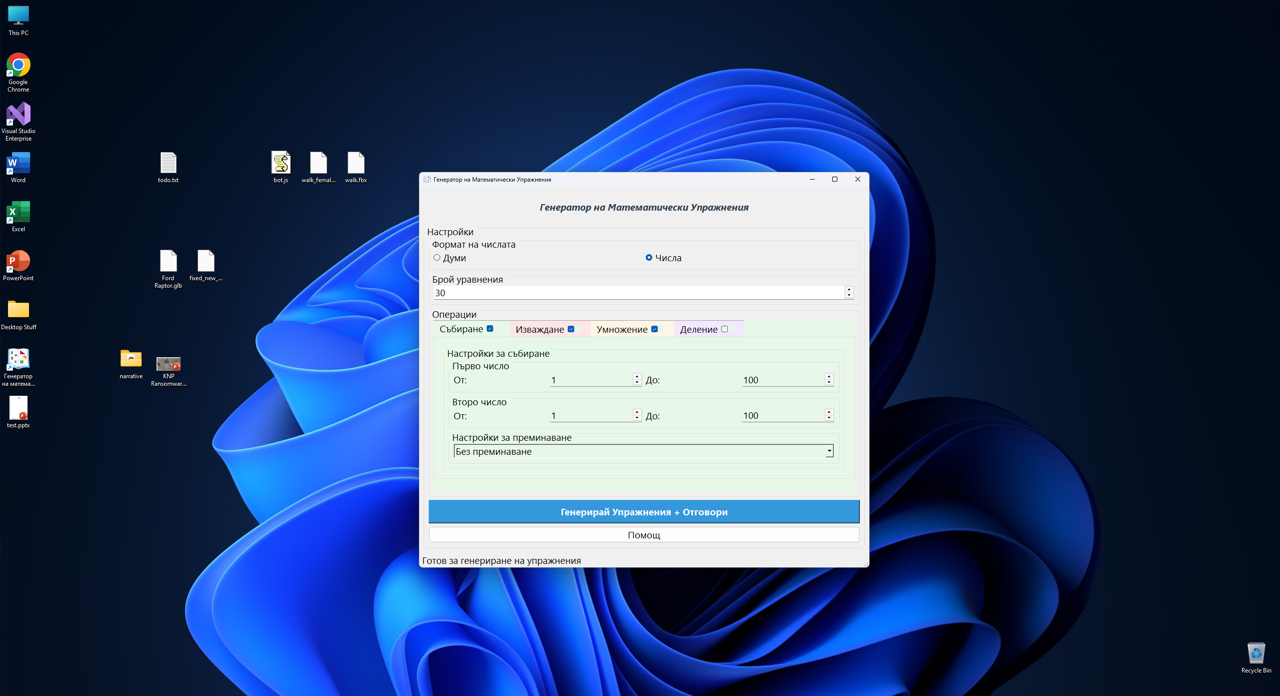 This PC
Google
Chrome
Visual Studio
Enterprise
Word
Excel
PowerPoint
Desktop Stuff
Генератор
на матема...
test.pptx
todo.txt
bot.js
walk_femal...
walk.fbx
Ford
Raptor.glb
fixed_new_...
narrative
KNP
Ransomwar...
Генератор на Математически Упражнения
Генератор на Математически Упражнения
Настройки
Формат на числата
Думи
Числа
Брой уравнения
30
Операции
Събиране
Изваждане
Умножение
Деление
Настройки за събиране
Първо число
От: 1 До: 100
Второ число
От: 1 До: 100
Настройки за преминаване
Без преминаване
Генерирай Упражнения + Отговори
Помощ
Готов за генериране на упражнения
Recycle Bin